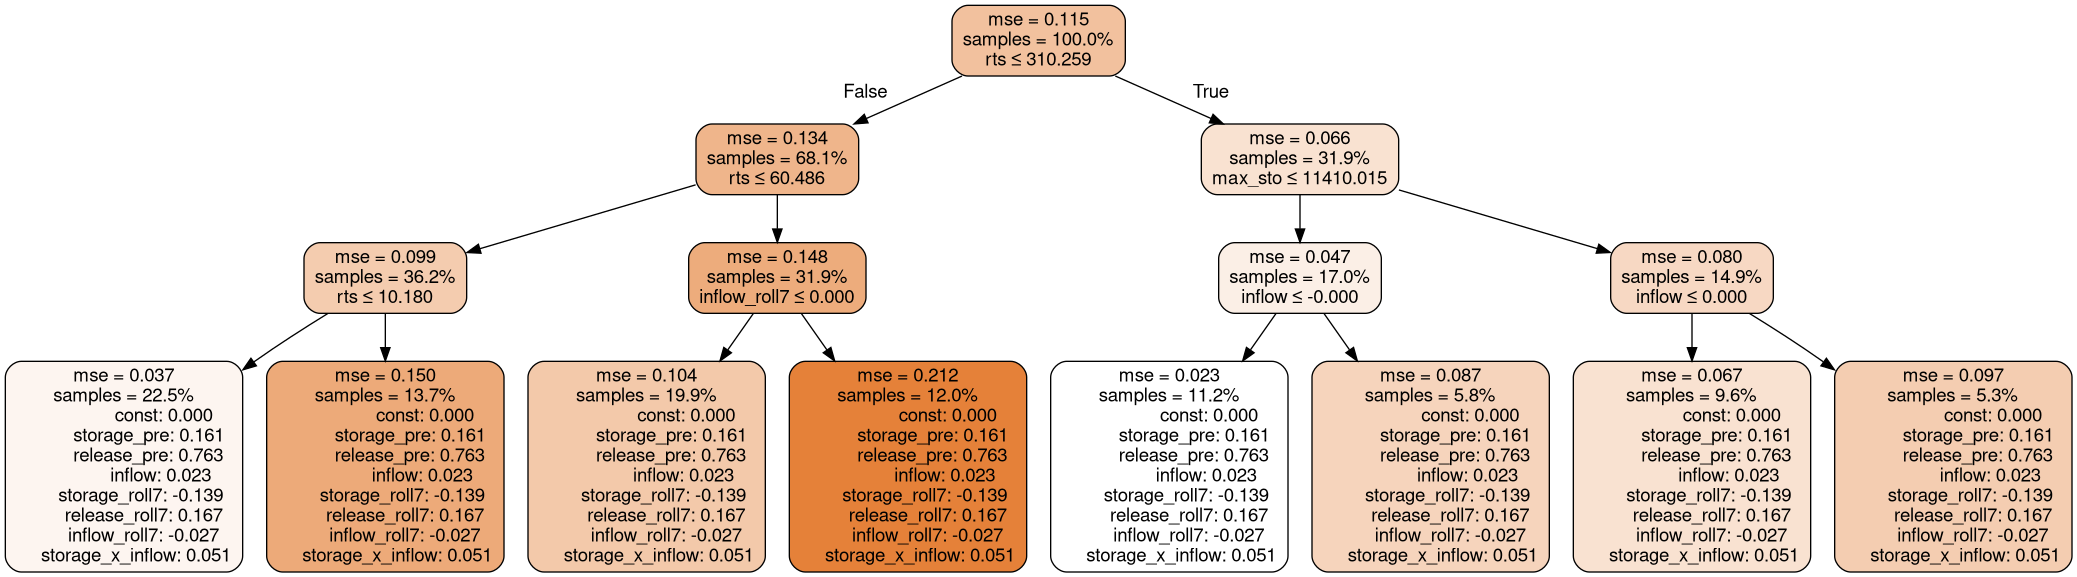 mse = 0.115
samples = 100.0%
rts ≤ 310.259
False
True
mse = 0.134
samples = 68.1%
rts ≤ 60.486
mse = 0.066
samples = 31.9%
max_sto ≤ 11410.015
mse = 0.099
samples = 36.2%
rts ≤ 10.180
mse = 0.148
samples = 31.9%
inflow_roll7 ≤ 0.000
mse = 0.047
samples = 17.0%
inflow ≤ -0.000
mse = 0.080
samples = 14.9%
inflow ≤ 0.000
mse = 0.037
samples = 22.5%
const: 0.000
storage_pre: 0.161
release_pre: 0.763
inflow: 0.023
storage_roll7: -0.139
release_roll7: 0.167
inflow_roll7: -0.027
storage_x_inflow: 0.051
mse = 0.150
samples = 13.7%
const: 0.000
storage_pre: 0.161
release_pre: 0.763
inflow: 0.023
storage_roll7: -0.139
release_roll7: 0.167
inflow_roll7: -0.027
storage_x_inflow: 0.051
mse = 0.104
samples = 19.9%
const: 0.000
storage_pre: 0.161
release_pre: 0.763
inflow: 0.023
storage_roll7: -0.139
release_roll7: 0.167
inflow_roll7: -0.027
storage_x_inflow: 0.051
mse = 0.212
samples = 12.0%
const: 0.000
storage_pre: 0.161
release_pre: 0.763
inflow: 0.023
storage_roll7: -0.139
release_roll7: 0.167
inflow_roll7: -0.027
storage_x_inflow: 0.051
mse = 0.023
samples = 11.2%
const: 0.000
storage_pre: 0.161
release_pre: 0.763
inflow: 0.023
storage_roll7: -0.139
release_roll7: 0.167
inflow_roll7: -0.027
storage_x_inflow: 0.051
mse = 0.087
samples = 5.8%
const: 0.000
storage_pre: 0.161
release_pre: 0.763
inflow: 0.023
storage_roll7: -0.139
release_roll7: 0.167
inflow_roll7: -0.027
storage_x_inflow: 0.051
mse = 0.067
samples = 9.6%
const: 0.000
storage_pre: 0.161
release_pre: 0.763
inflow: 0.023
storage_roll7: -0.139
release_roll7: 0.167
inflow_roll7: -0.027
storage_x_inflow: 0.051
mse = 0.097
samples = 5.3%
const: 0.000
storage_pre: 0.161
release_pre: 0.763
inflow: 0.023
storage_roll7: -0.139
release_roll7: 0.167
inflow_roll7: -0.027
storage_x_inflow: 0.051